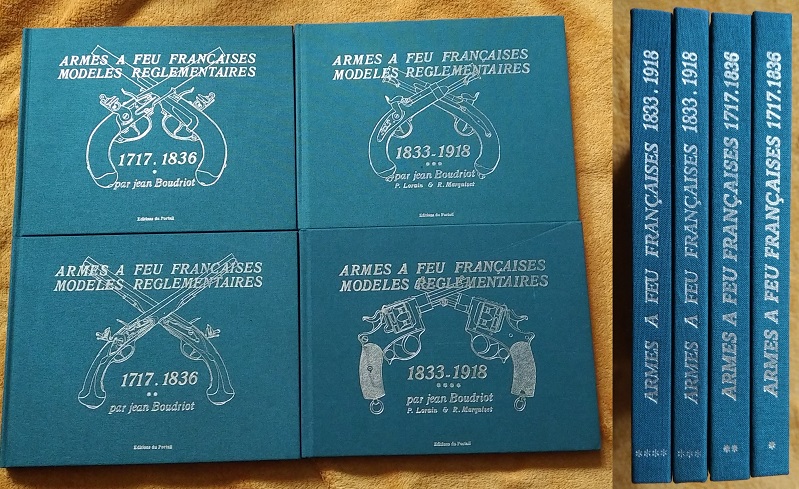 ARMES A FEU FRANÇAISES
MODELES REGLEMENTAIRES
1717.1836
*
par jean Boudriot
Editions du Portail
ARMES A FEU FRANÇAISES
MODELES REGLEMENTAIRES
1833-1918
***
par jean Boudriot
P. Lorain & R. Marquiset
Editions du Portail
ARMES A FEU FRANÇAISES
MODELES REGLEMENTAIRES
1717.1836
**
par jean Boudriot
Editions du Portail
ARMES A FEU FRANÇAISES
MODELES REGLEMENTAIRES
1833-1918
****
par jean Boudriot
P. Lorain & R. Marquiset
Editions du Portail
**** ARMES A FEU FRANÇAISES 1833.1918
*** ARMES A FEU FRANÇAISES 1833.1918
** ARMES A FEU FRANÇAISES 1717.1836
* ARMES A FEU FRANÇAISES 1717.1836